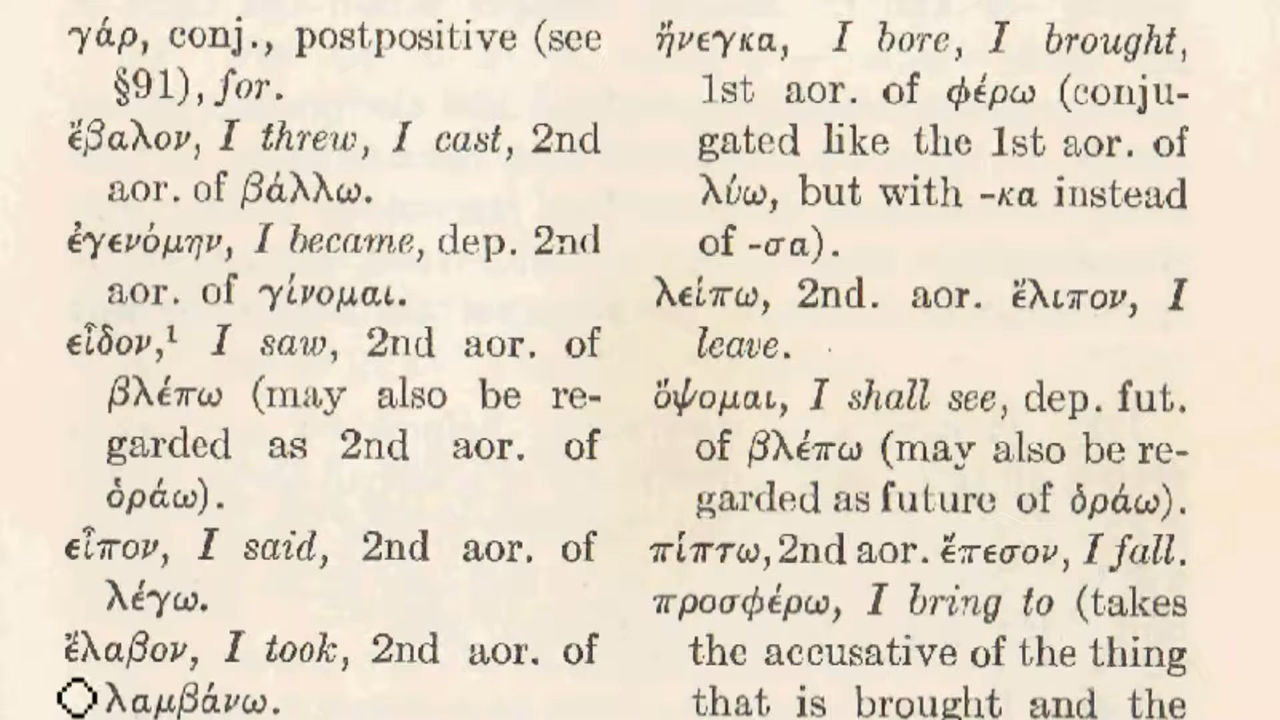 γάρ, conj., postpositive (see
§91), for.
ἔβαλον, I threw, I cast, 2nd
aor. of βάλλω.
ἐγενόμην, I became, dep. 2nd
aor. of γίνομαι.
εἶδον,¹ I saw, 2nd aor. of
βλέπω (may also be re-
garded as 2nd aor. of
ὁράω).
εἶπον, I said, 2nd aor. of
λέγω.
ἔλαβον, I took, 2nd aor. of
λαμβάνω.
ἤνεγκα, I bore, I brought,
1st aor. of φέρω (conju-
gated like the 1st aor. of
λύω, but with -κα instead
of -σα).
λείπω, 2nd. aor. ἔλιπον, I
leave.
ὄψομαι, I shall see, dep. fut.
of βλέπω (may also be re-
garded as future of ὁράω).
πίπτω, 2nd aor. ἔπεσον, I fall.
προσφέρω, I bring to (takes
the accusative of the thing
that is brought and the